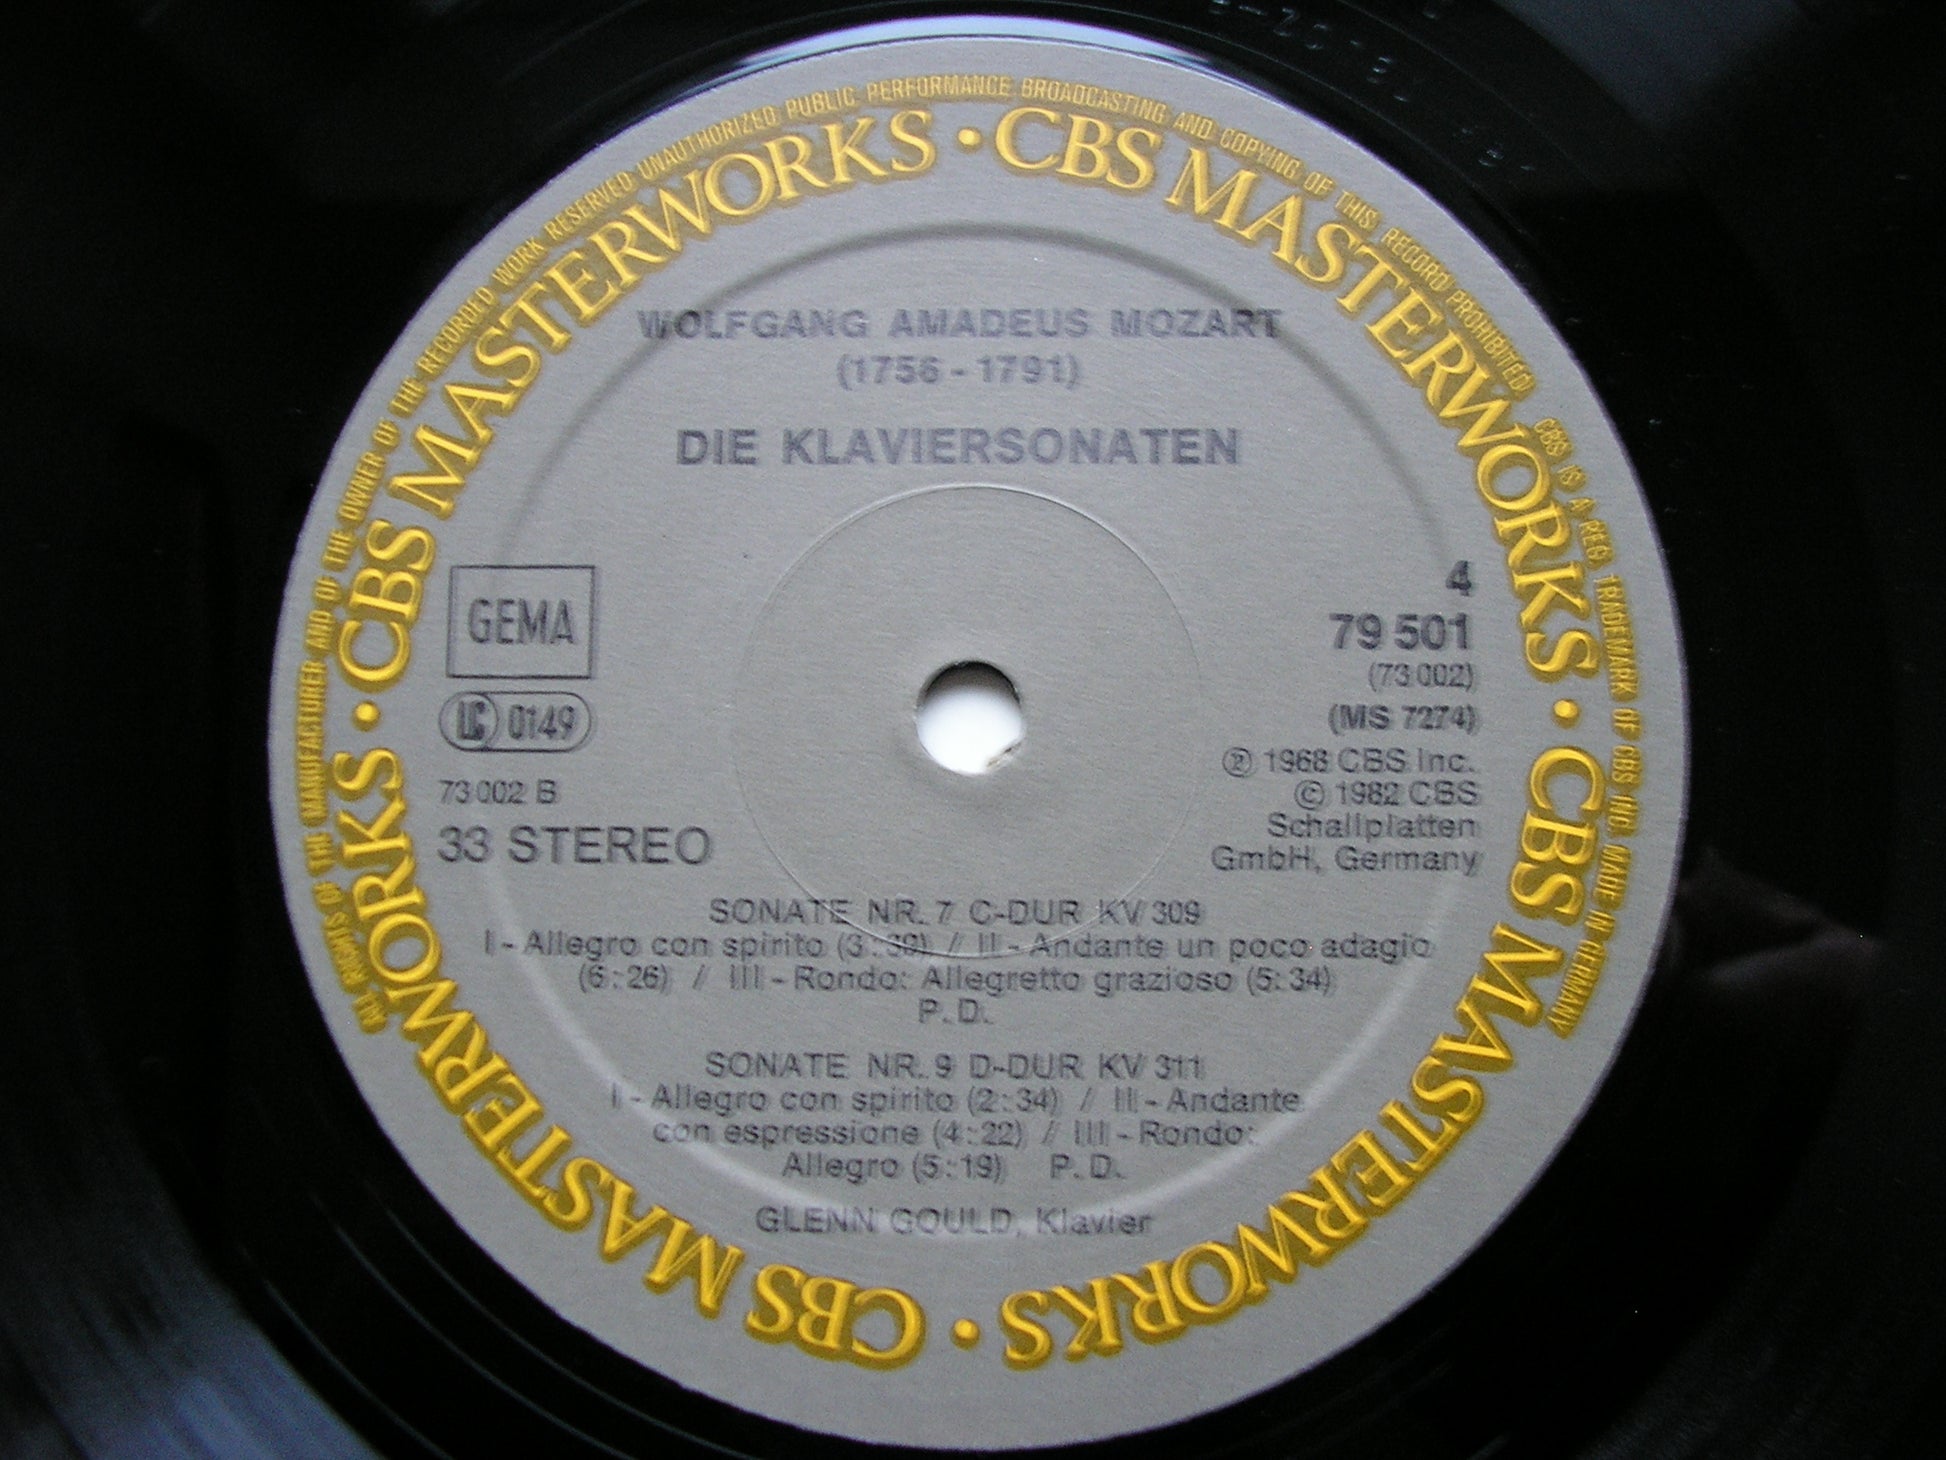 ALL RIGHTS OF THE MANUFACTURER AND OF THE OWNER OF THE RECORDED WORK RESERVED UNAUTHORIZED PUBLIC PERFORMANCE BROADCASTING AND COPYING OF THIS RECORD PROHIBITED
CBS IS A REG. TRADEMARK OF CBS INC. MADE IN GERMANY
CBS MASTERWORKS • CBS MASTERWORKS • CBS MASTERWORKS • CBS MASTERWORKS •
WOLFGANG AMADEUS MOZART
(1756 - 1791)
DIE KLAVIERSONATEN
GEMA
LC 0149
73 002 B
33 STEREO
4
79 501
(73 002)
(MS 7274)
Ⓟ 1968 CBS Inc.
© 1982 CBS
Schallplatten
GmbH, Germany
SONATE NR. 7 C-DUR KV 309
I - Allegro con spirito (3:39) // II - Andante un poco adagio
(6:26) / III - Rondo: Allegretto grazioso (5:34)
P. D.
SONATE NR. 9 D-DUR KV 311
I - Allegro con spirito (2:34) / II - Andante
con espressione (4:22) / III - Rondo:
Allegro (5:19) P. D.
GLENN GOULD, Klavier